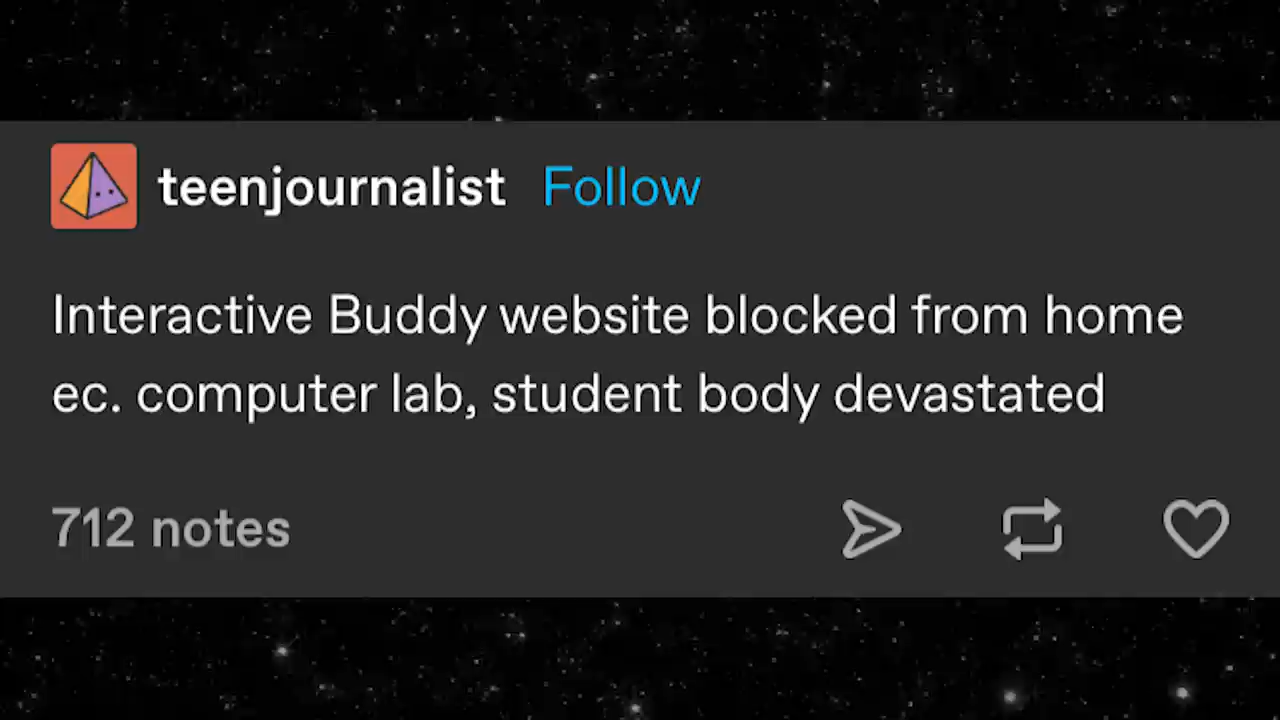 teenjournalist Follow
Interactive Buddy website blocked from home
ec. computer lab, student body devastated
712 notes